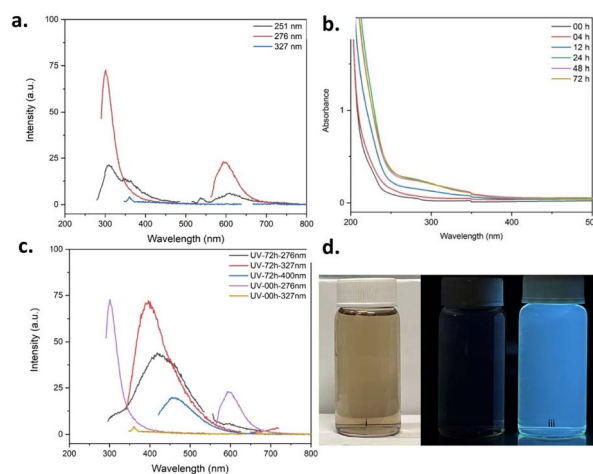 a.
251 nm
276 nm
327 nm
100
75
50
25
0
200 300 400 500 600 700 800
Intensity (a.u.)
Wavelength (nm)
b.
00 h
04 h
12 h
24 h
48 h
72 h
1
0
200 300 400 500
Absorbance
Wavelength (nm)
c.
UV-72h-276nm
UV-72h-327nm
UV-72h-400nm
UV-00h-276nm
UV-00h-327nm
100
75
50
25
0
200 300 400 500 600 700 800
Intensity (a.u.)
Wavelength (nm)
d.
i
iii